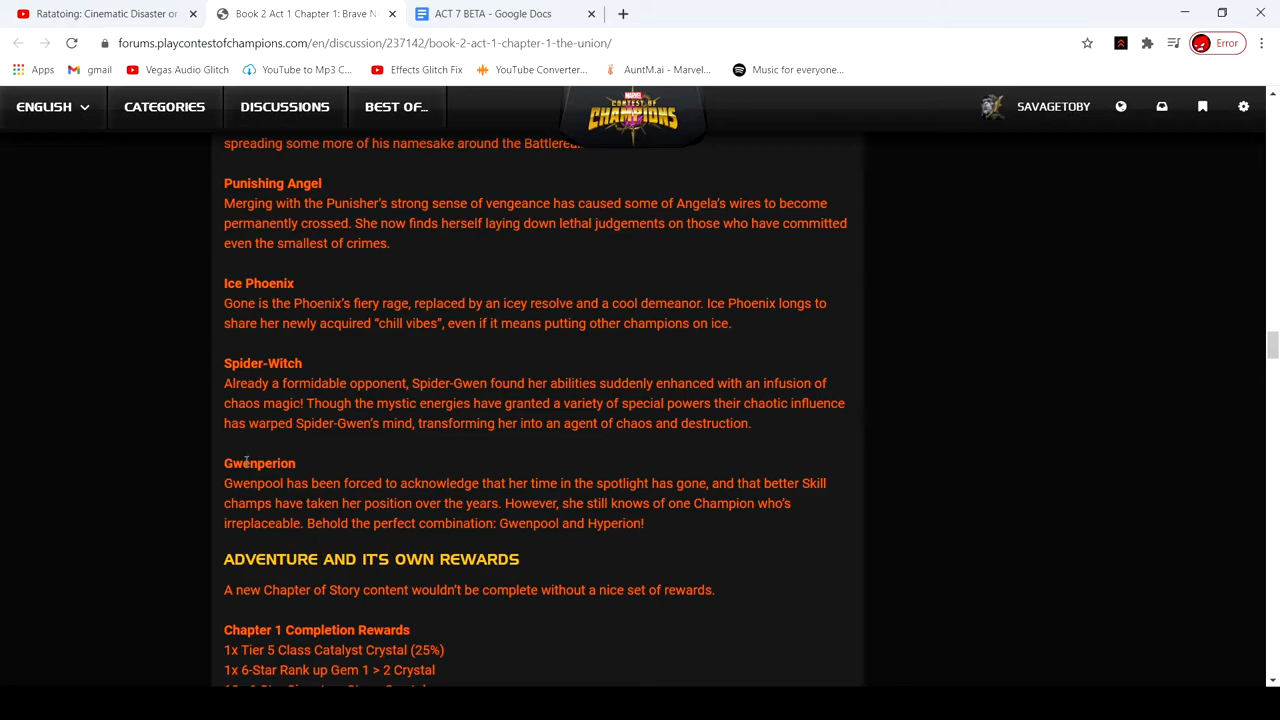 Ratatoing: Cinematic Disaster or
Book 2 Act 1 Chapter 1: Brave N
ACT 7 BETA - Google Docs
forums.playcontestofchampions.com/en/discussion/237142/book-2-act-1-chapter-1-the-union/
Error
Apps gmail Vegas Audio Glitch YouTube to Mp3 C... Effects Glitch Fix YouTube Converter... AuntM.ai - Marvel... Music for everyone...
ENGLISH CATEGORIES DISCUSSIONS BEST OF... MARVEL CONTEST OF CHAMPIONS SAVAGETOBY
spreading some more of his namesake around the Battlerea
Punishing Angel
Merging with the Punisher's strong sense of vengeance has caused some of Angela's wires to become
permanently crossed. She now finds herself laying down lethal judgements on those who have committed
even the smallest of crimes.
Ice Phoenix
Gone is the Phoenix's fiery rage, replaced by an icey resolve and a cool demeanor. Ice Phoenix longs to
share her newly acquired "chill vibes", even if it means putting other champions on ice.
Spider-Witch
Already a formidable opponent, Spider-Gwen found her abilities suddenly enhanced with an infusion of
chaos magic! Though the mystic energies have granted a variety of special powers their chaotic influence
has warped Spider-Gwen's mind, transforming her into an agent of chaos and destruction.
Gwenperion
Gwenpool has been forced to acknowledge that her time in the spotlight has gone, and that better Skill
champs have taken her position over the years. However, she still knows of one Champion who's
irreplaceable. Behold the perfect combination: Gwenpool and Hyperion!
ADVENTURE AND IT'S OWN REWARDS
A new Chapter of Story content wouldn't be complete without a nice set of rewards.
Chapter 1 Completion Rewards
1x Tier 5 Class Catalyst Crystal (25%)
1x 6-Star Rank up Gem 1 > 2 Crystal